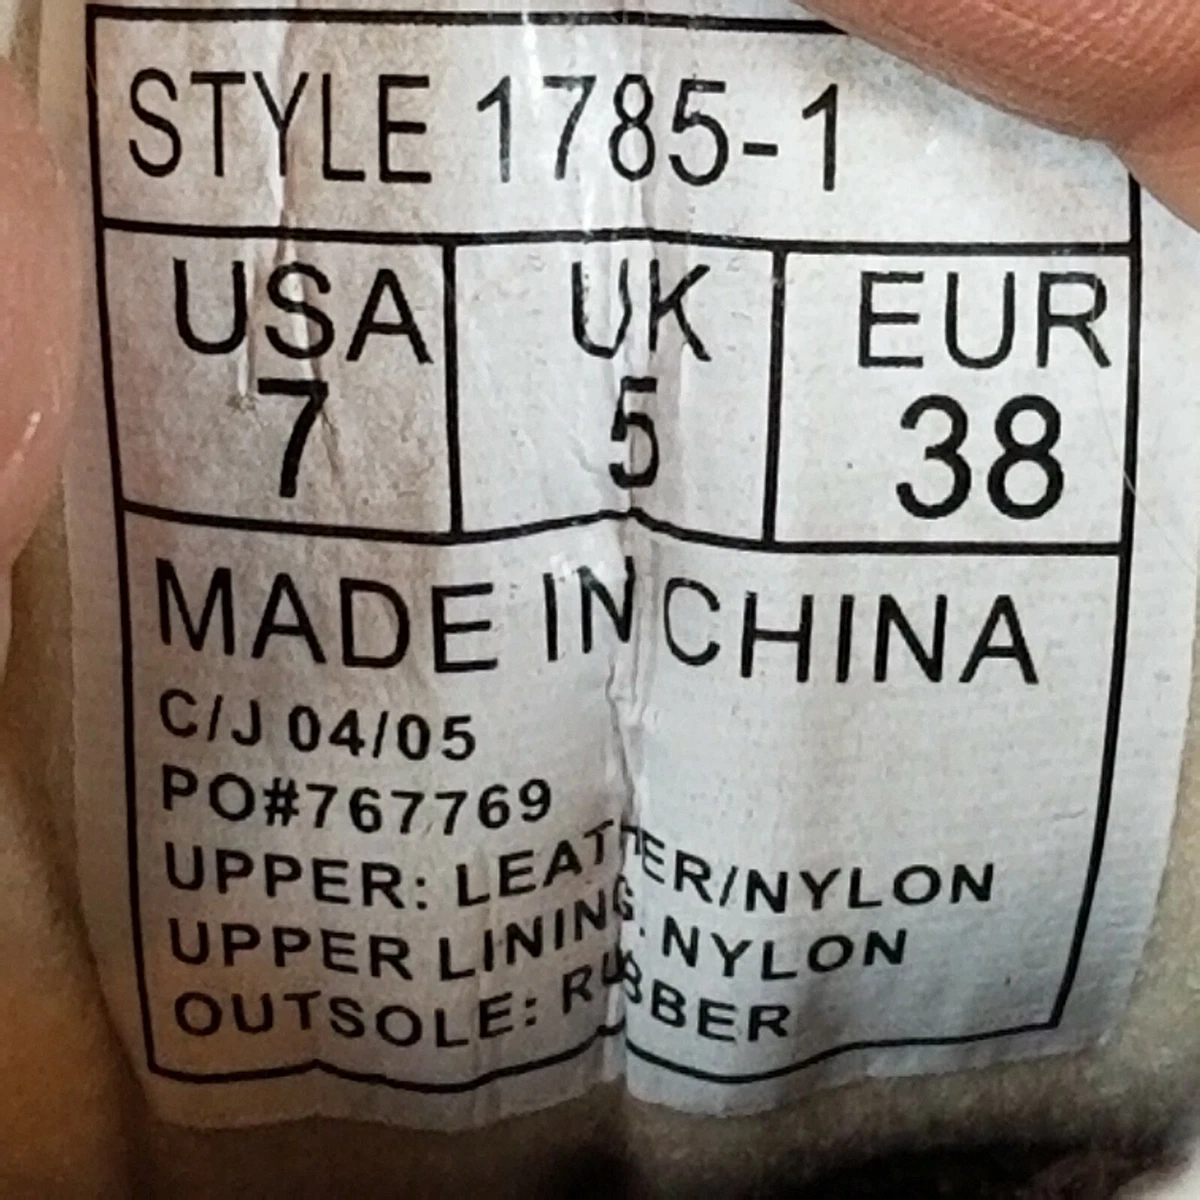 STYLE 1785-1
USA UK EUR
7 5 38
MADE IN CHINA
C/J 04/05
PO#767769
UPPER: LEATHER/NYLON
UPPER LINING: NYLON
OUTSOLE: RUBBER